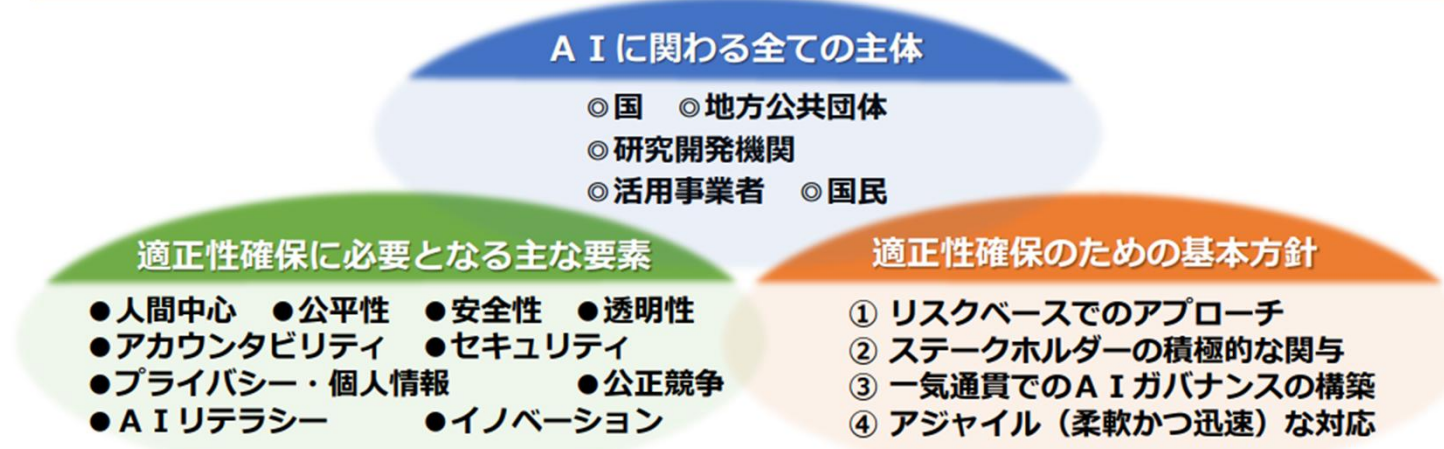 ＡＩに関わる全ての主体
◎国　◎地方公共団体
◎研究開発機関
◎活用事業者　◎国民
適正性確保に必要となる主な要素
●人間中心　●公平性　●安全性　●透明性
●アカウンタビリティ　●セキュリティ
●プライバシー・個人情報　●公正競争
●ＡＩリテラシー　●イノベーション
適正性確保のための基本方針
① リスクベースでのアプローチ
② ステークホルダーの積極的な関与
③ 一気通貫でのＡＩガバナンスの構築
④ アジャイル（柔軟かつ迅速）な対応